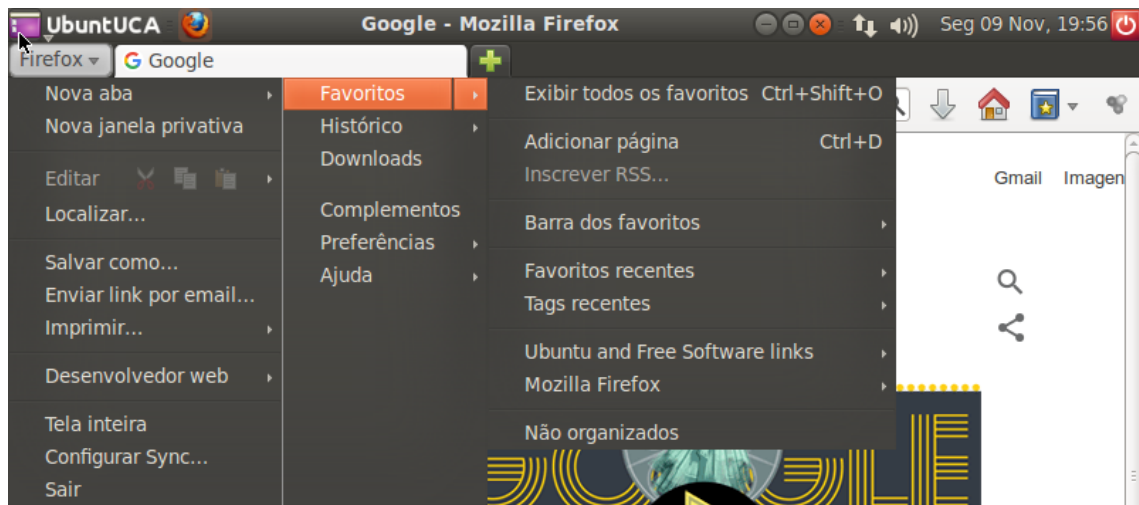 UbuntUCA
Google - Mozilla Firefox
Seg 09 Nov, 19:56
Firefox
Google
Nova aba
Nova janela privativa
Editar
Localizar...
Salvar como...
Enviar link por email...
Imprimir...
Desenvolvedor web
Tela inteira
Configurar Sync...
Sair
Favoritos
Histórico
Downloads
Complementos
Preferências
Ajuda
Exibir todos os favoritos Ctrl+Shift+O
Adicionar página Ctrl+D
Inscrever RSS...
Barra dos favoritos
Favoritos recentes
Tags recentes
Ubuntu and Free Software links
Mozilla Firefox
Não organizados
Gmail Imagen